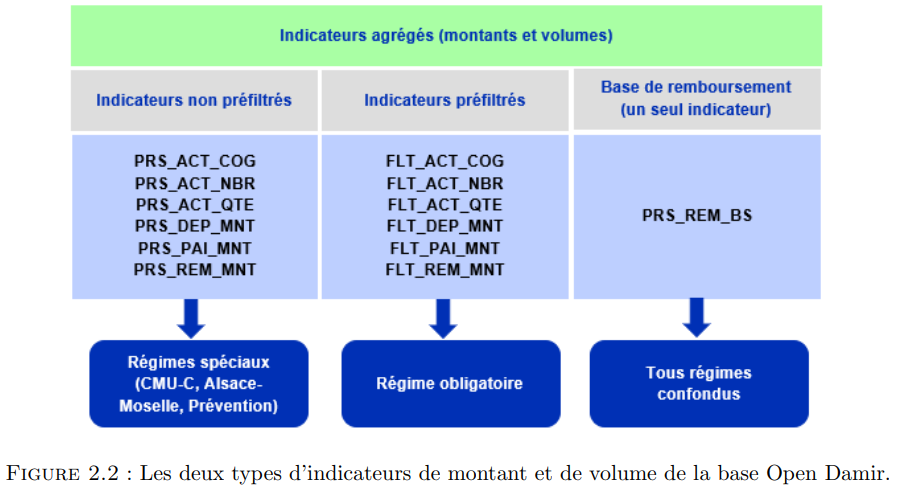 Indicateurs agrégés (montants et volumes)
Indicateurs non préfiltrés
Indicateurs préfiltrés
Base de remboursement
(un seul indicateur)
PRS_ACT_COG
PRS_ACT_NBR
PRS_ACT_QTE
PRS_DEP_MNT
PRS_PAI_MNT
PRS_REM_MNT
FLT_ACT_COG
FLT_ACT_NBR
FLT_ACT_QTE
FLT_DEP_MNT
FLT_PAI_MNT
FLT_REM_MNT
PRS_REM_BS
Régimes spéciaux
(CMU-C, Alsace-
Moselle, Prévention)
Régime obligatoire
Tous régimes
confondus
FIGURE 2.2 : Les deux types d'indicateurs de montant et de volume de la base Open Damir.